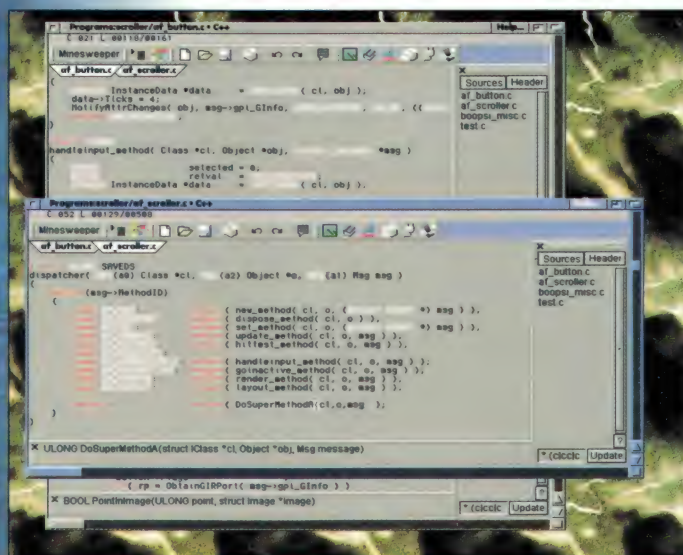 Programs:scroller/af_button.c • C++
Help...
C 021 L 00118/00161
Minesweeper
af_button.c af_scroller.c
Sources Header
af_button.c
af_scroller.c
boopsi_misc.c
test.c
(
InstanceData *data = ( cl, obj );
data->Ticks = 4;
NotifyAttrChanges( obj, msg->gpi_GInfo, ((
)
handleinput_method( Class *cl, Object *obj, *msg )
(
selected = 0,
retval = ;
InstanceData *data = ( cl, obj ),
Programs:scroller/af_scroller.c • C++
C 052 L 00129/00500
Minesweeper
af_button.c af_scroller.c
Sources Header
af_button.c
af_scroller.c
boopsi_misc.c
test.c
SAVEDS
dispatcher( (a0) Class *cl, (a2) Object *o, (a1) Msg msg )
(
(msg->MethodID)
(
( new_method( cl, o, ( *) msg ) ),
( dispose_method( cl, o ) ),
( set_method( cl, o, ( *) msg ) ),
( update_method( cl, o, msg ) ),
( hittest_method( cl, o, msg ) ),
( handleinput_method( cl, o, msg ) ),
( goinactive_method( cl, o, msg ) ),
( render_method( cl, o, msg ) ),
( layout_method( cl, o, msg ) ),
( DoSuperMethodA(cl,o,msg ),
)
)
ULONG DoSuperMethodA(struct IClass *cl, Object *obj, Msg message)
* (c|cc|c Update
( rp = ObtainGIRPort( msg->gpi_GInfo ) )
BOOL PointInImage(ULONG point, struct Image *image)
* (c|cc|c Update